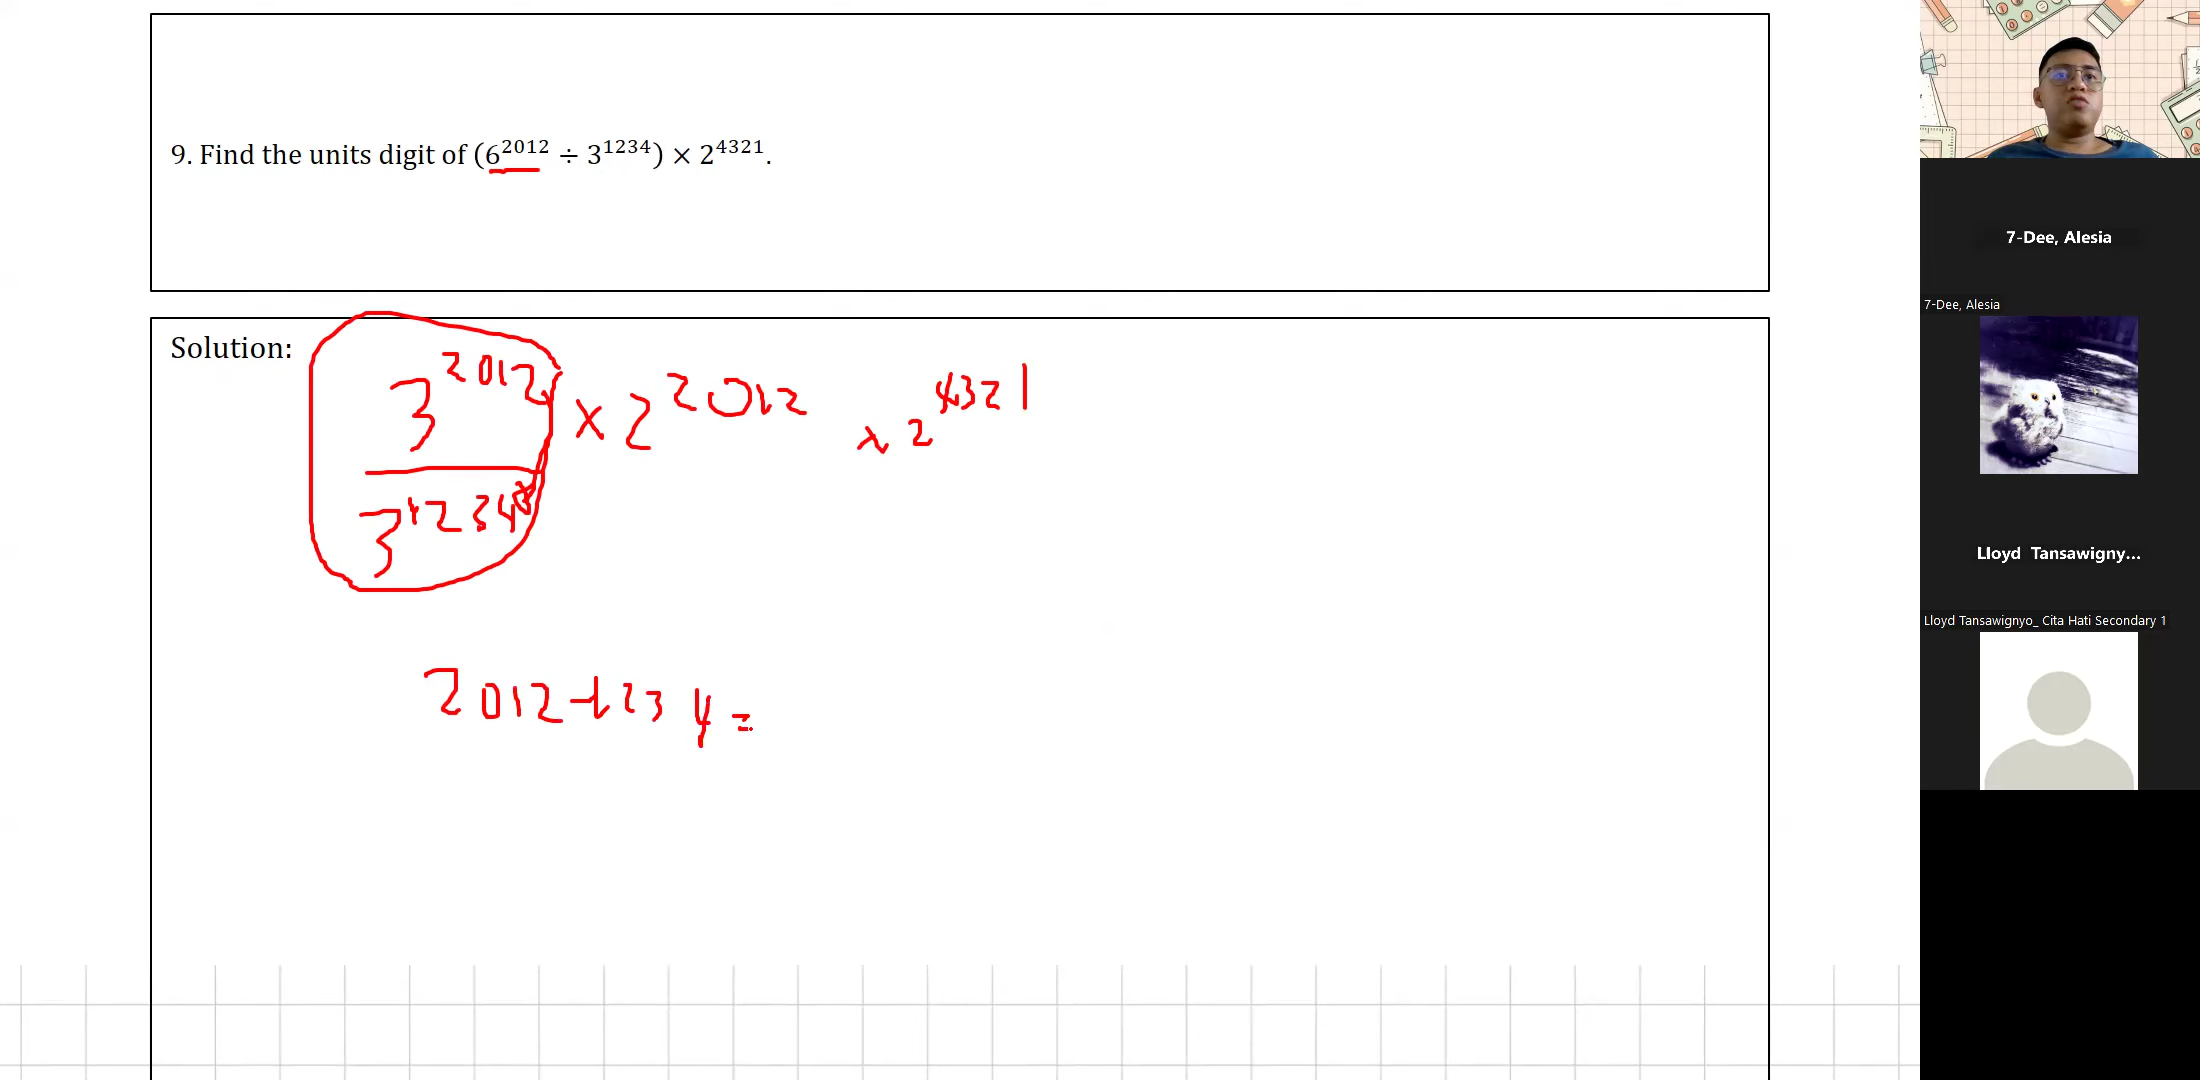 9. Find the units digit of (6^2012 ÷ 3^1234) × 2^4321.
Solution:
3^2012 × 2^2012 × 2^4321
3^1234
2012-1234=
7-Dee, Alesia
7-Dee, Alesia
Lloyd Tansawigny...
Lloyd Tansawignyo_ Cita Hati Secondary 1